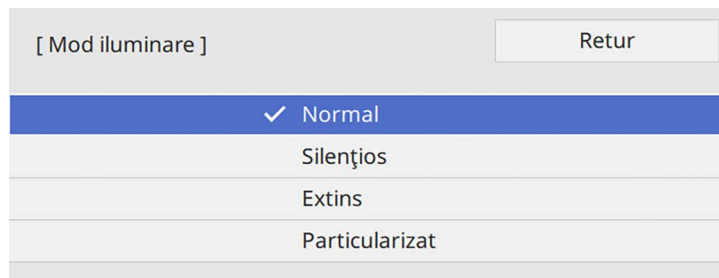 [ Mod iluminare ]
Retur
Normal
Silenţios
Extins
Particularizat